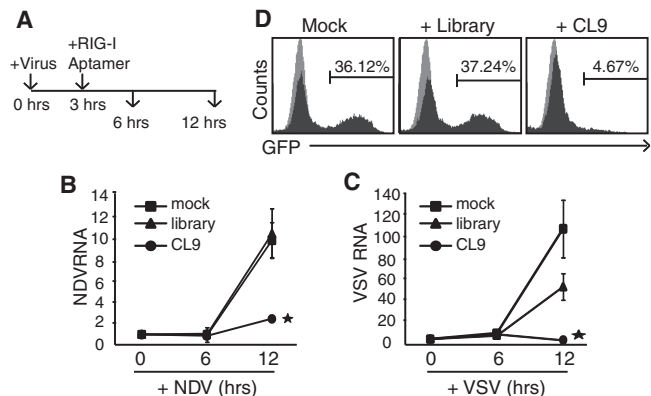 A
+RIG-I
+Virus Aptamer
0 hrs 3 hrs
6 hrs 12 hrs
D
Mock + Library + CL9
36.12% 37.24% 4.67%
Counts
GFP
B
mock
library
CL9
NDVRNA
14
12
10
8
6
4
2
0
0 6 12
+ NDV (hrs)
C
mock
library
CL9
VSV RNA
140
120
100
80
60
40
20
0
0 6 12
+ VSV (hrs)